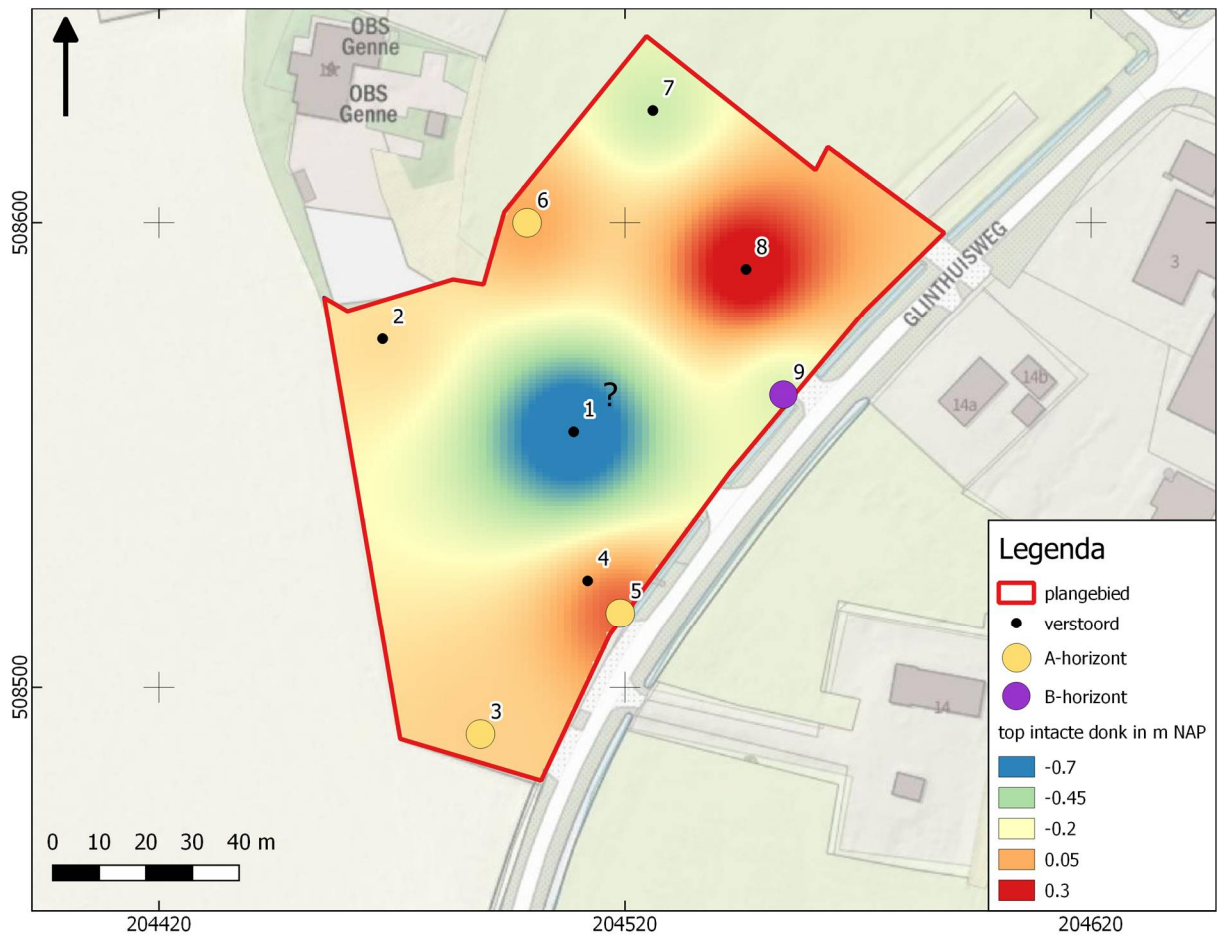 OBS
Genne
OBS
Genne
7
6
8
2
9
?
1
4
5
3
GLINTHUISWEG
3
14b
14a
14
508600
508500
204420
204520
204620
0 10 20 30 40 m
Legenda
plangebied
verstoord
A-horizont
B-horizont
top intacte donk in m NAP
-0.7
-0.45
-0.2
0.05
0.3